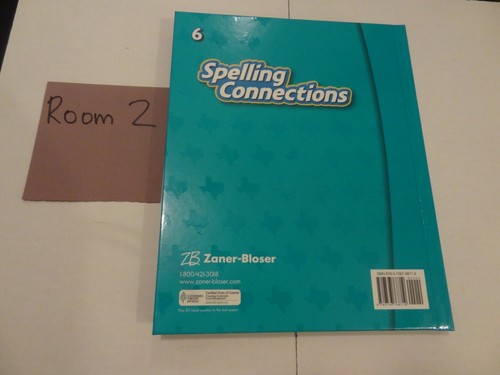 6
Spelling
Connections
Room 2
ZB Zaner-Bloser
1-800-421-3018
www.zaner-bloser.com